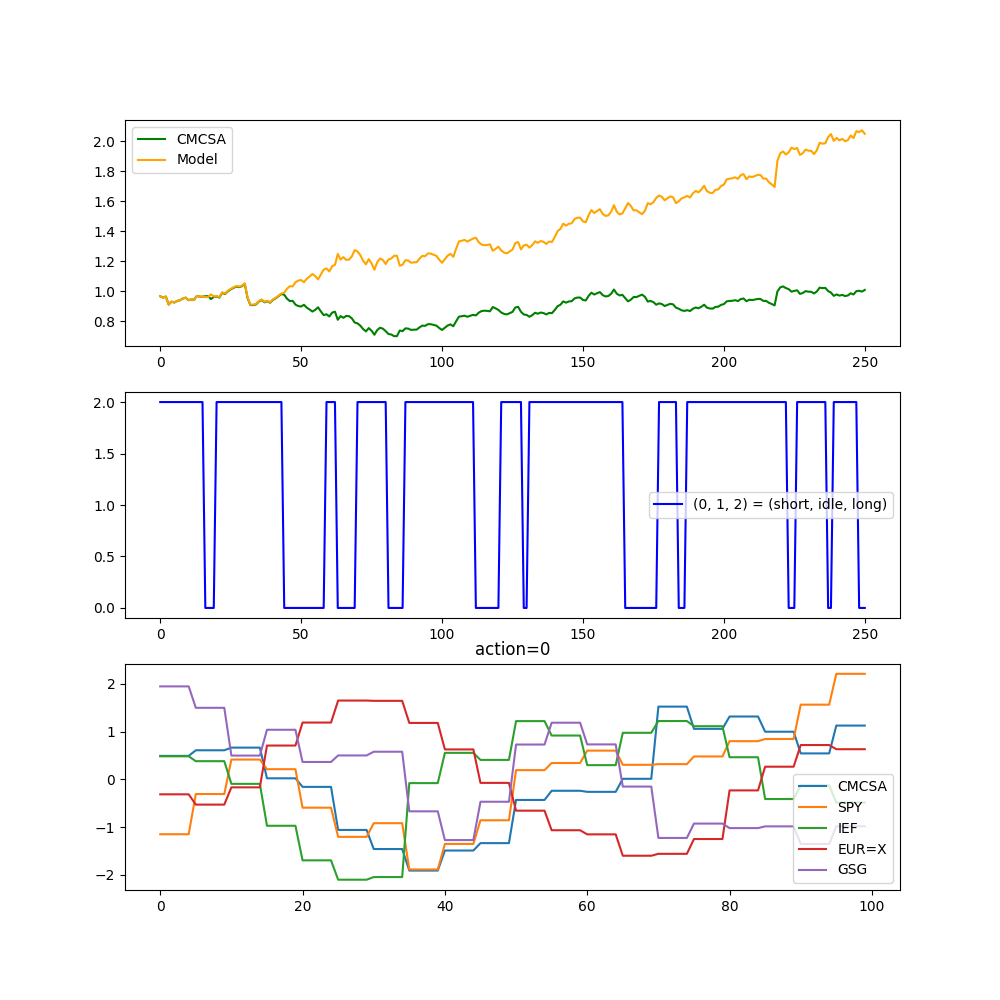 CMCSA
Model
2.0
1.8
1.6
1.4
1.2
1.0
0.8
0 50 100 150 200 250
2.0
1.5
1.0
0.5
0.0
(0, 1, 2) = (short, idle, long)
0 50 100 150 200 250
action=0
2
1
0
−1
−2
CMCSA
SPY
IEF
EUR=X
GSG
0 20 40 60 80 100